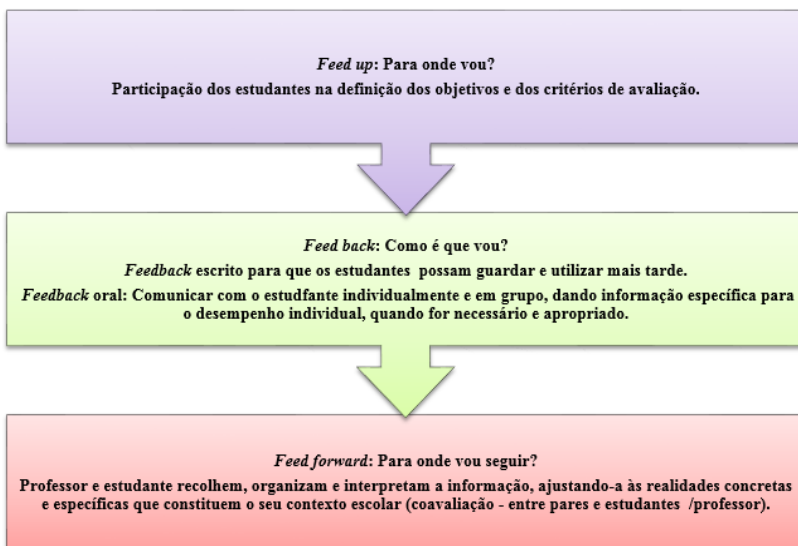 Feed up: Para onde vou?
Participação dos estudantes na definição dos objetivos e dos critérios de avaliação.
Feed back: Como é que vou?
Feedback escrito para que os estudantes possam guardar e utilizar mais tarde.
Feedback oral: Comunicar com o estudfante individualmente e em grupo, dando informação específica para
o desempenho individual, quando for necessário e apropriado.
Feed forward: Para onde vou seguir?
Professor e estudante recolhem, organizam e interpretam a informação, ajustando-a às realidades concretas
e específicas que constituem o seu contexto escolar (coavaliação - entre pares e estudantes /professor).